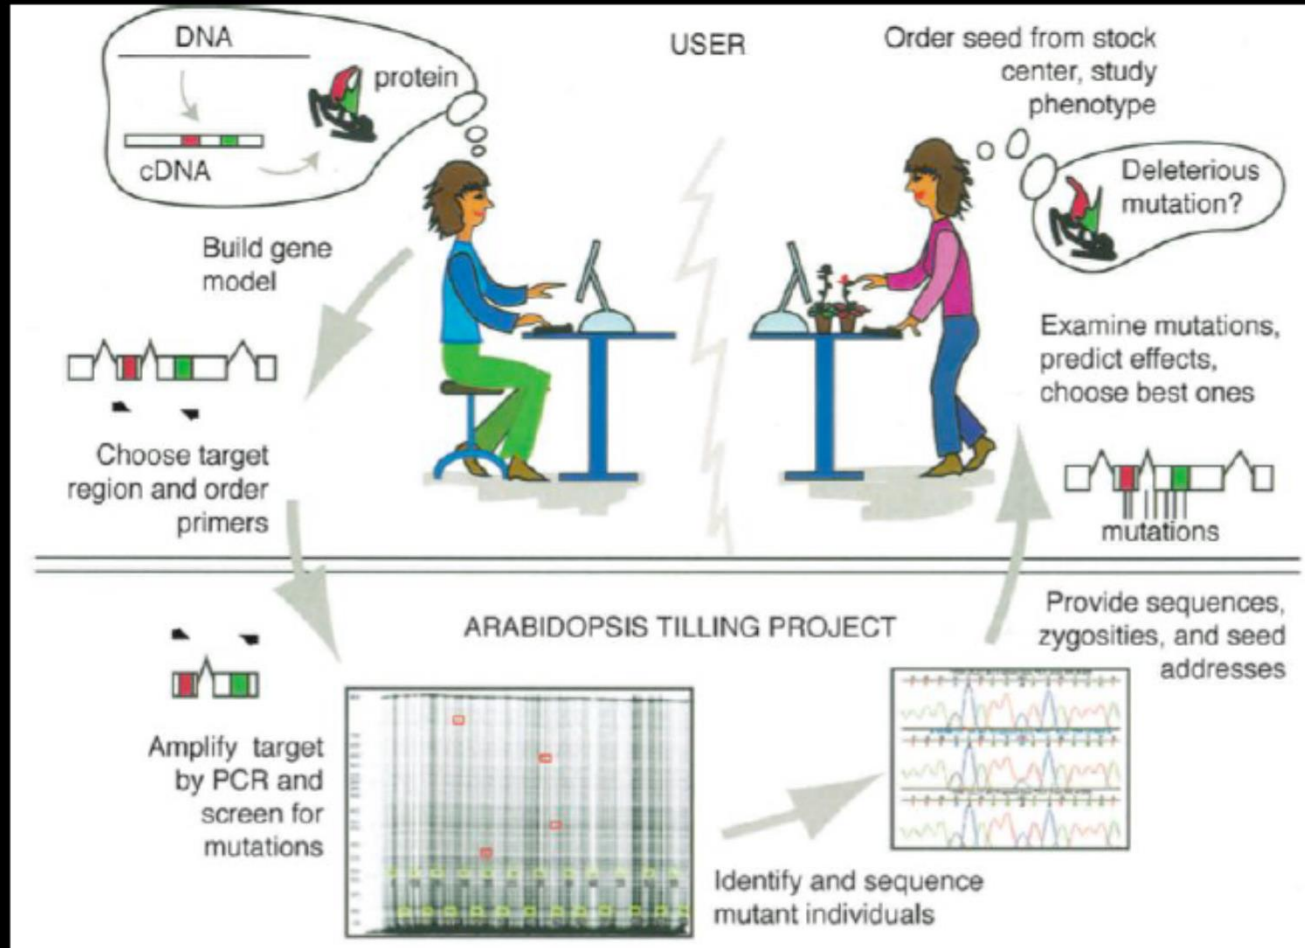 DNA
protein
cDNA
USER
Order seed from stock
center, study
phenotype
Deleterious
mutation?
Build gene
model
Examine mutations,
predict effects,
choose best ones
Choose target
region and order
primers
mutations
ARABIDOPSIS TILLING PROJECT
Provide sequences,
zygosities, and seed
addresses
Amplify target
by PCR and
screen for
mutations
Identify and sequence
mutant individuals